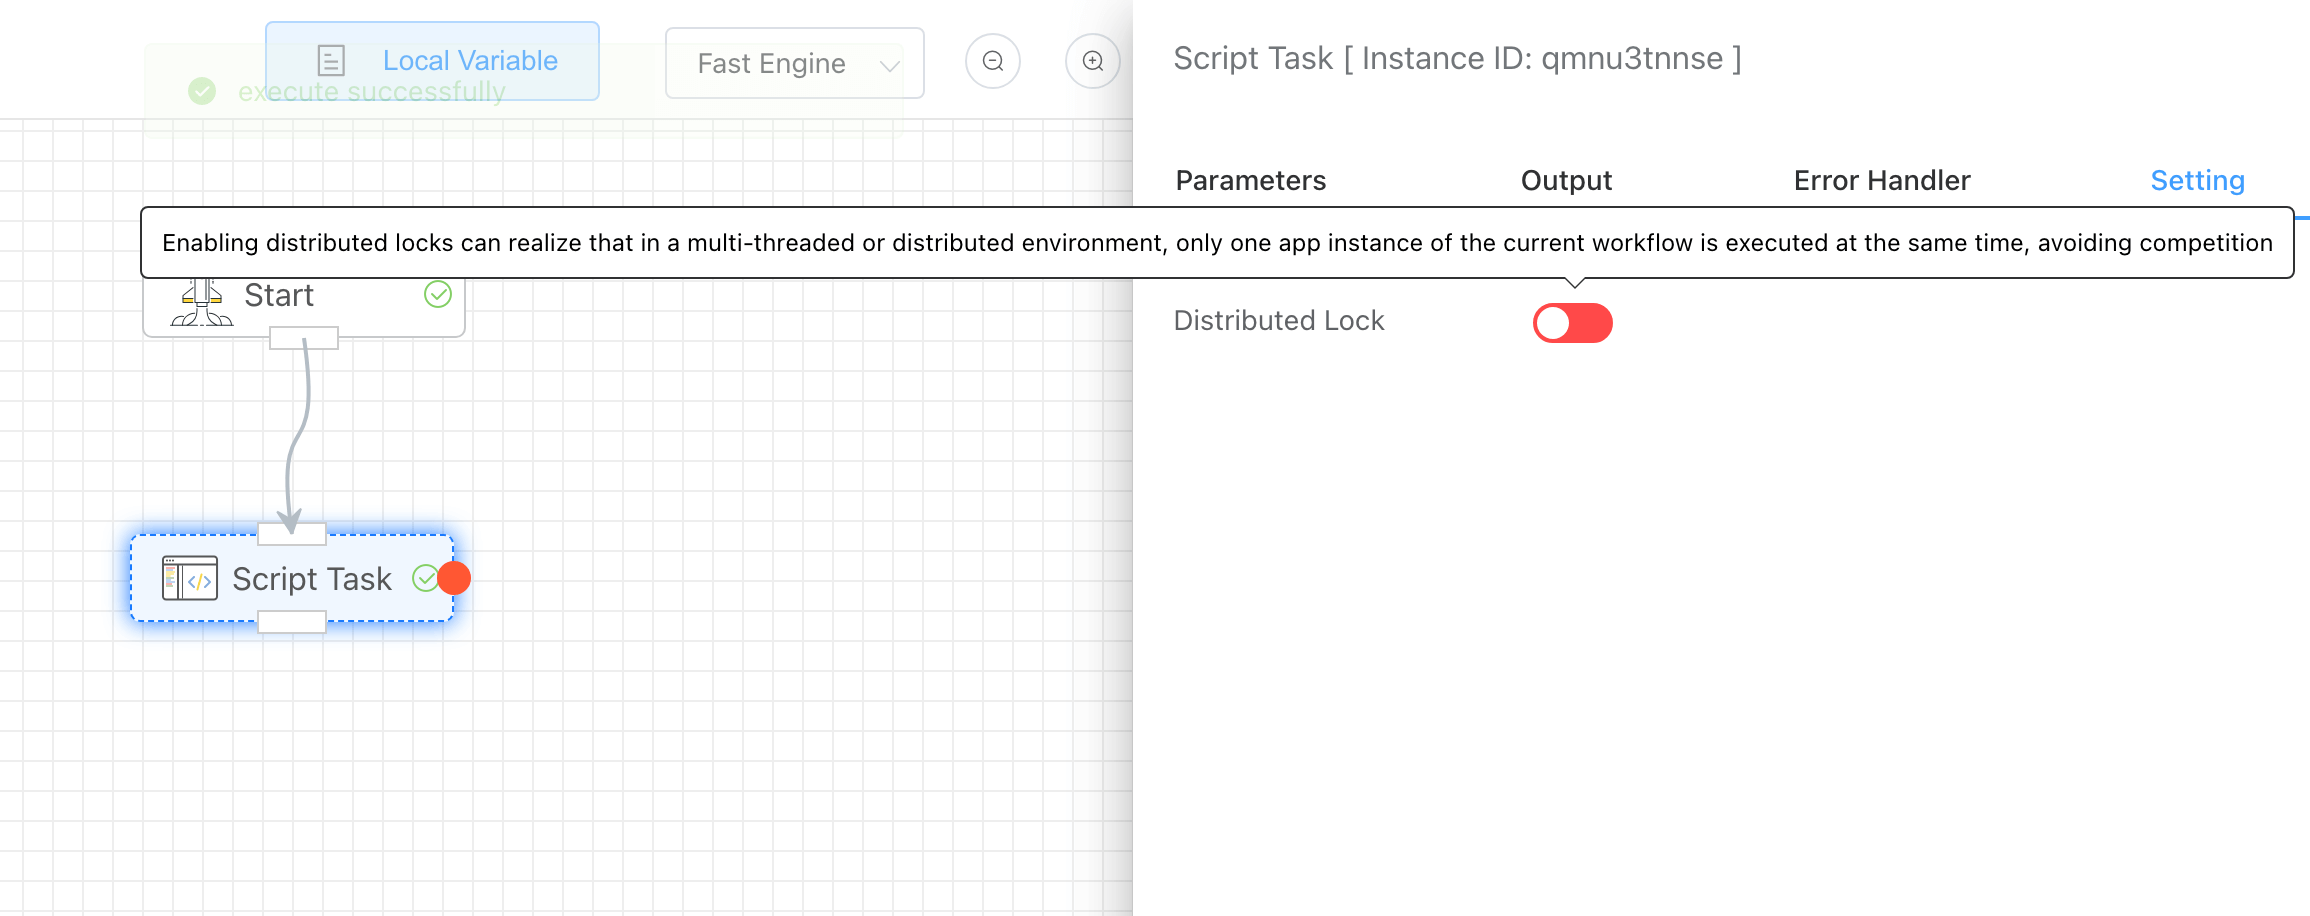 Local Variable
execute successfully
Fast Engine
Script Task [ Instance ID: qmnu3tnnse ]
Parameters Output Error Handler Setting
Enabling distributed locks can realize that in a multi-threaded or distributed environment, only one app instance of the current workflow is executed at the same time, avoiding competition
Start
Distributed Lock
</> Script Task